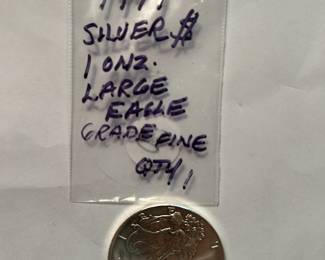 SILVER $
1 ONZ.
LARGE
EAGLE
GRADE FINE
QTY 1